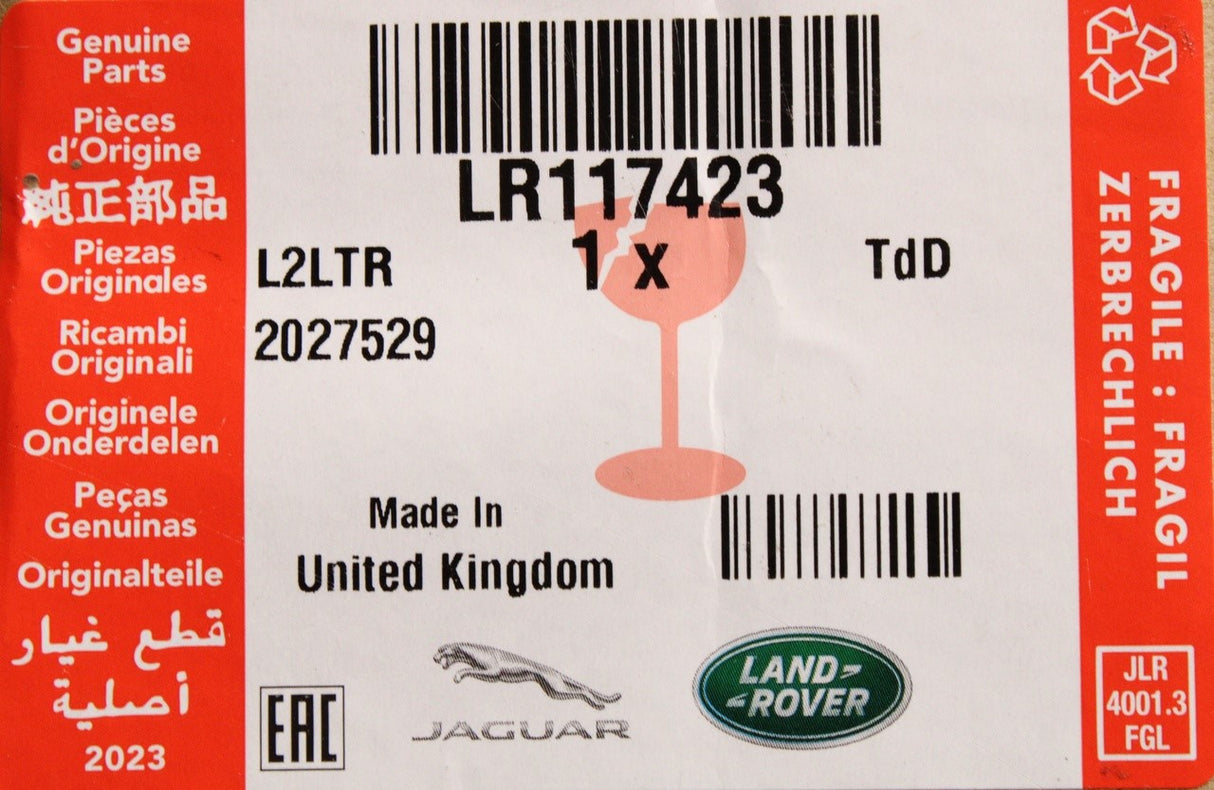 Genuine
Parts
Pièces
d'Origine
純正部品
Piezas
Originales
Ricambi
Originali
Originele
Onderdelen
Peças
Genuinas
Originalteile
قطع غيار
أصلية
2023
LR117423
L2LTR 1 x TdD
2027529
Made In
United Kingdom
EAC
JAGUAR
LAND-
-ROVER
FRAGILE : FRAGIL
ZERBRECHLICH
JLR
4001.3
FGL